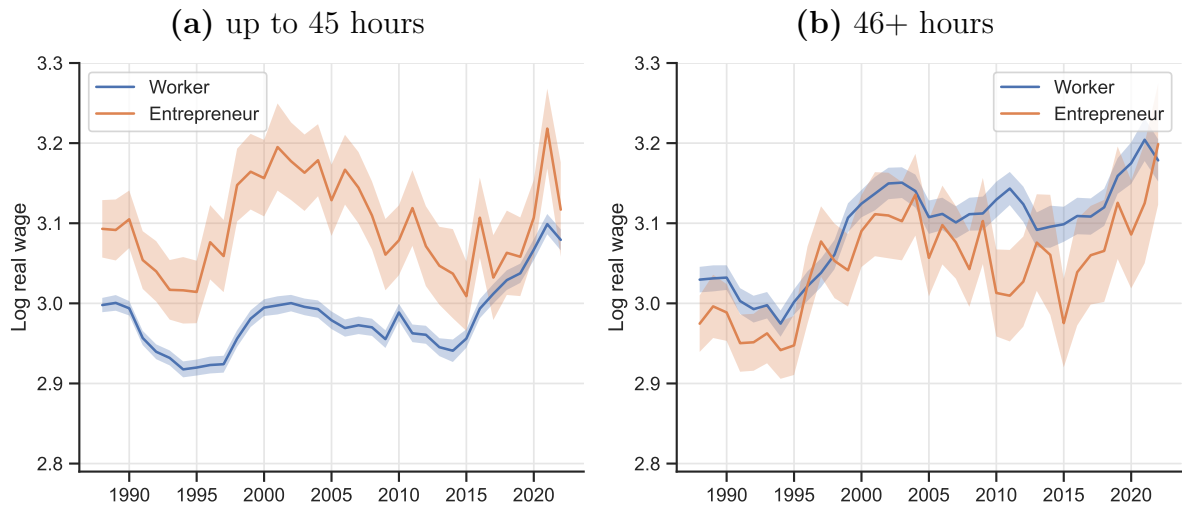 (a) up to 45 hours
3.3
3.2
3.1
3.0
2.9
2.8
Log real wage
Worker
Entrepreneur
1990 1995 2000 2005 2010 2015 2020
(b) 46+ hours
3.3
3.2
3.1
3.0
2.9
2.8
Log real wage
Worker
Entrepreneur
1990 1995 2000 2005 2010 2015 2020